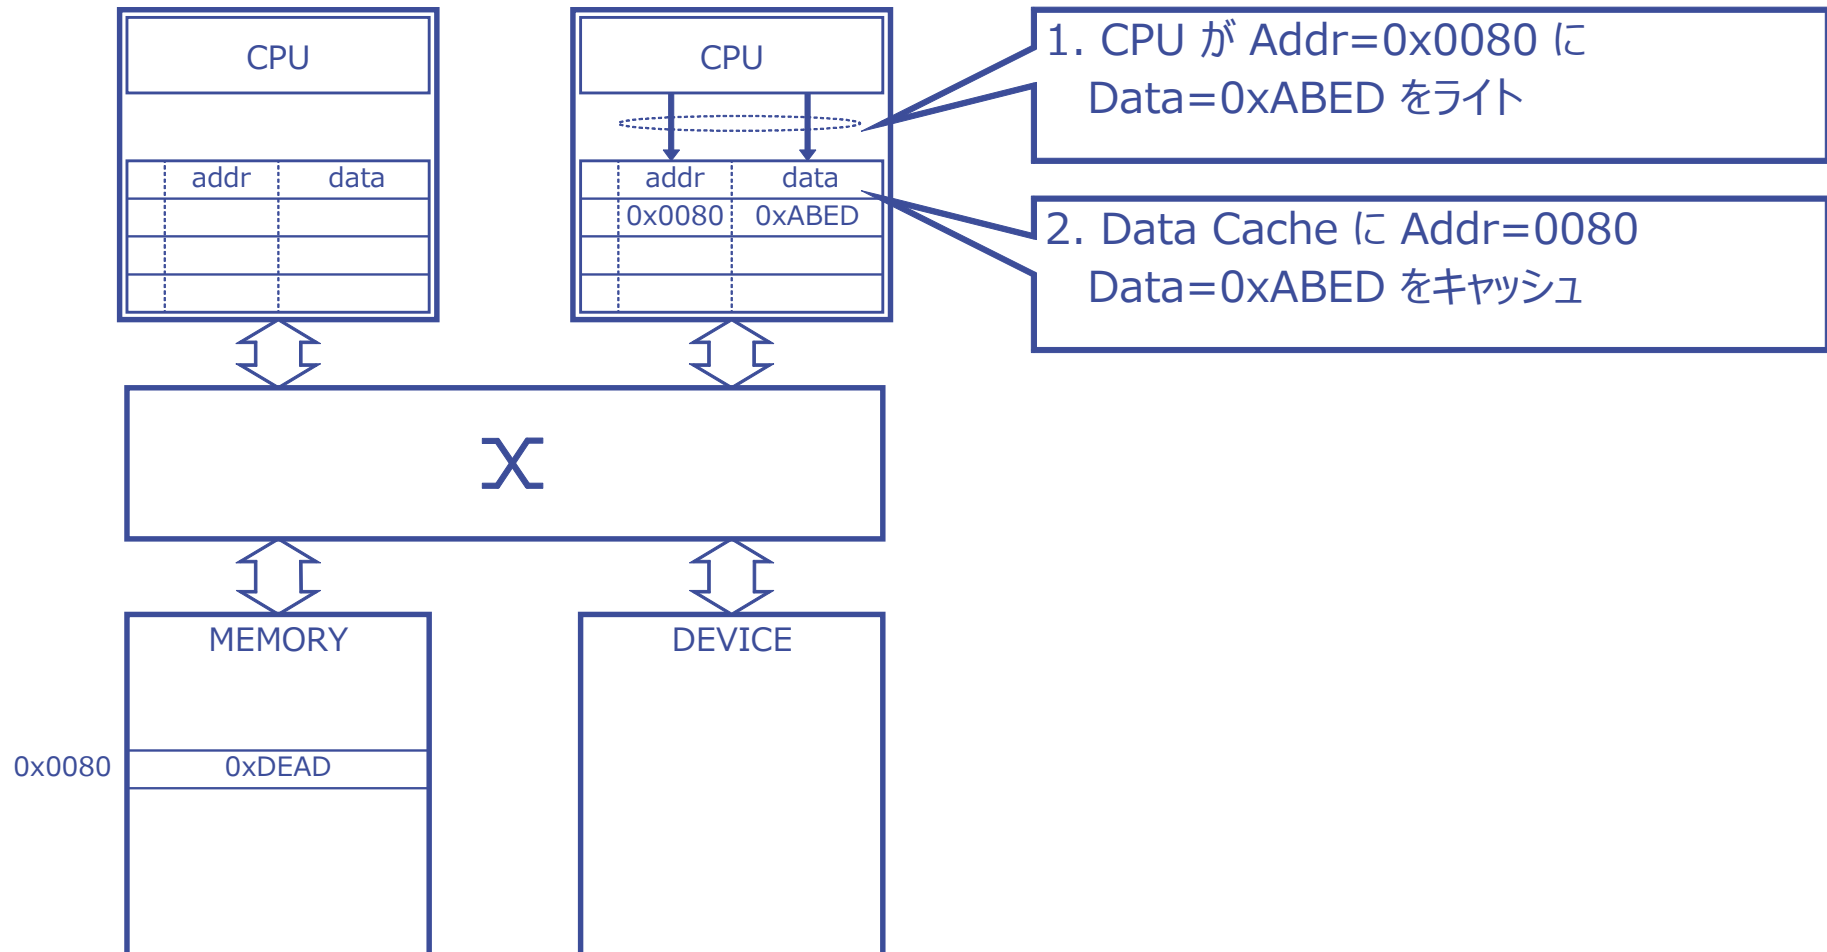 CPU
addr data
CPU
addr data
0x0080 0xABED
1. CPU が Addr=0x0080 に
Data=0xABED をライト
2. Data Cache に Addr=0080
Data=0xABED をキャッシュ
MEMORY
0x0080 0xDEAD
DEVICE